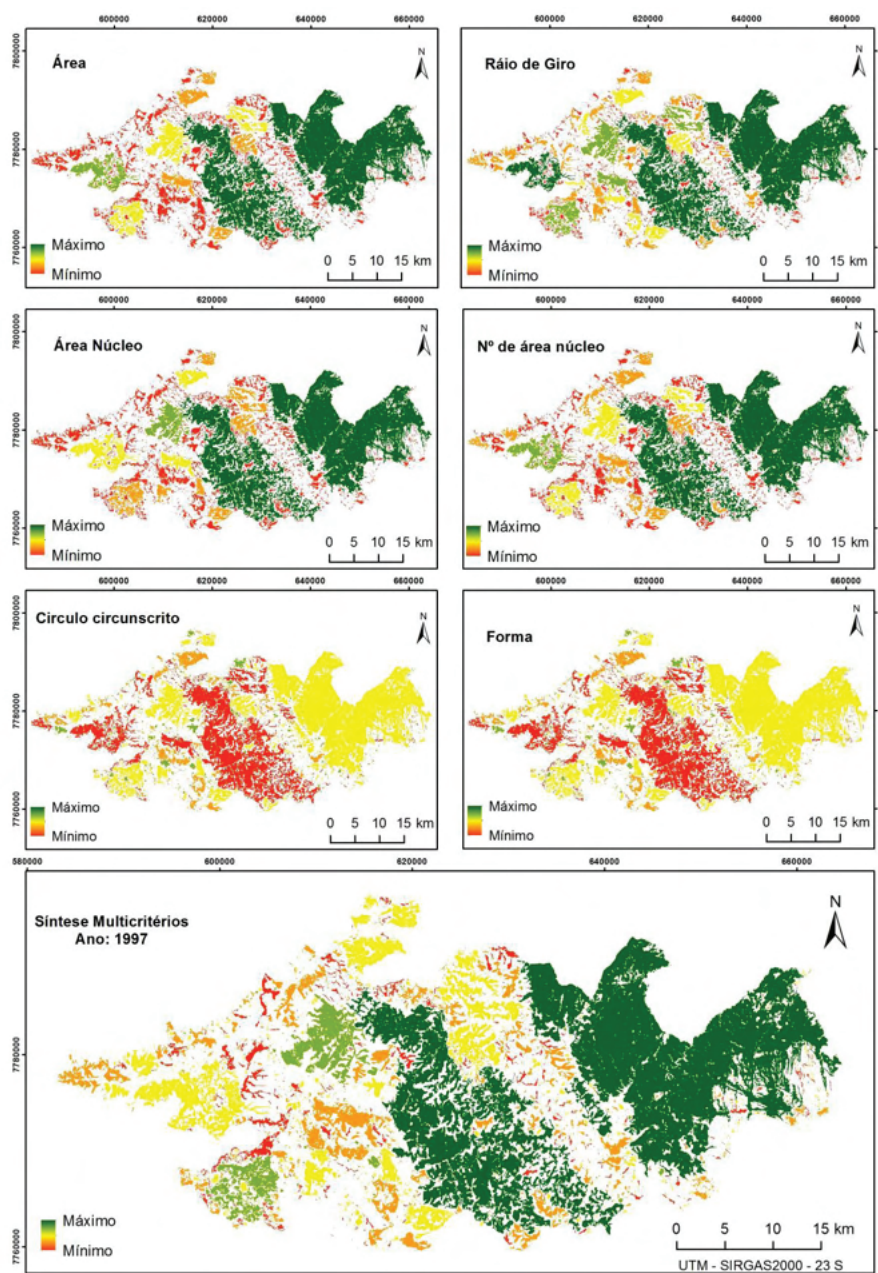 600000 620000 640000 660000
7800000
7780000
7760000
Área
N
Máximo
Mínimo
0 5 10 15 km
600000 620000 640000 660000
Ráio de Giro
N
Máximo
Mínimo
0 5 10 15 km
600000 620000 640000 660000
7800000
7780000
7760000
Área Núcleo
N
Máximo
Mínimo
0 5 10 15 km
600000 620000 640000 660000
Nº de área núcleo
N
Máximo
Mínimo
0 5 10 15 km
600000 620000 640000 660000
7800000
7780000
7760000
Circulo circunscrito
N
Máximo
Mínimo
0 5 10 15 km
600000 620000 640000 660000
Forma
N
Máximo
Mínimo
0 5 10 15 km
580000 600000 620000 640000 660000
7780000
7760000
Síntese Multicritérios
Ano: 1997
N
Máximo
Mínimo
0 5 10 15 km
UTM - SIRGAS2000 - 23 S